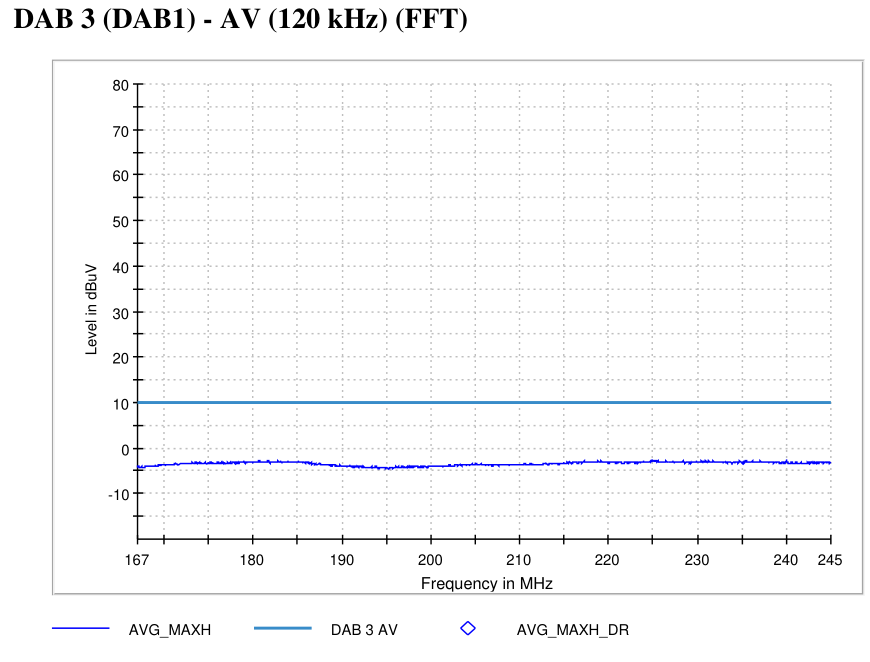 DAB 3 (DAB1) - AV (120 kHz) (FFT)
80
70
60
50
40
30
20
10
0
-10
Level in dBuV
167 180 190 200 210 220 230 240 245
Frequency in MHz
AVG_MAXH DAB 3 AV AVG_MAXH_DR